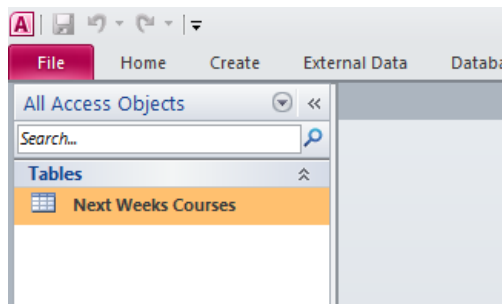 A
File Home Create External Data Databa
All Access Objects
Search...
Tables
Next Weeks Courses